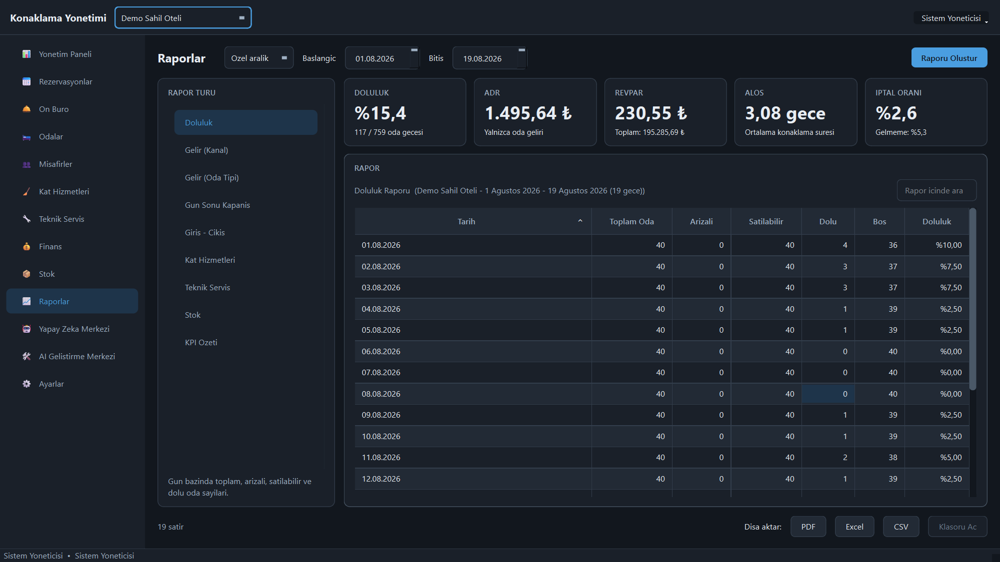 Konaklama Yonetimi
Demo Sahil Oteli
Sistem Yoneticisi
Yonetim Paneli
Rezervasyonlar
On Buro
Odalar
Misafirler
Kat Hizmetleri
Teknik Servis
Finans
Stok
Raporlar
Yapay Zeka Merkezi
AI Gelistirme Merkezi
Ayarlar
Raporlar
Ozel aralik
Baslangic
01.08.2026
Bitis
19.08.2026
Raporu Olustur
RAPOR TURU
Doluluk
Gelir (Kanal)
Gelir (Oda Tipi)
Gun Sonu Kapanis
Giris - Cikis
Kat Hizmetleri
Teknik Servis
Stok
KPI Ozeti
Gun bazinda toplam, arizali, satilabilir ve
dolu oda sayilari.
DOLULUK
%15,4
117 / 759 oda gecesi
ADR
1.495,64 ₺
Yalnizca oda geliri
REVPAR
230,55 ₺
Toplam: 195.285,69 ₺
ALOS
3,08 gece
Ortalama konaklama suresi
IPTAL ORANI
%2,6
Gelmeme: %5,3
RAPOR
Doluluk Raporu (Demo Sahil Oteli - 1 Agustos 2026 - 19 Agustos 2026 (19 gece))
Rapor icinde ara
Tarih Toplam Oda Arizali Satilabilir Dolu Bos Doluluk
01.08.2026 40 0 40 4 36 %10,00
02.08.2026 40 0 40 3 37 %7,50
03.08.2026 40 0 40 3 37 %7,50
04.08.2026 40 0 40 1 39 %2,50
05.08.2026 40 0 40 1 39 %2,50
06.08.2026 40 0 40 0 40 %0,00
07.08.2026 40 0 40 0 40 %0,00
08.08.2026 40 0 40 0 40 %0,00
09.08.2026 40 0 40 1 39 %2,50
10.08.2026 40 0 40 1 39 %2,50
11.08.2026 40 0 40 2 38 %5,00
12.08.2026 40 0 40 1 39 %2,50
19 satir
Disa aktar:
PDF
Excel
CSV
Klasoru Ac
Sistem Yoneticisi • Sistem Yoneticisi